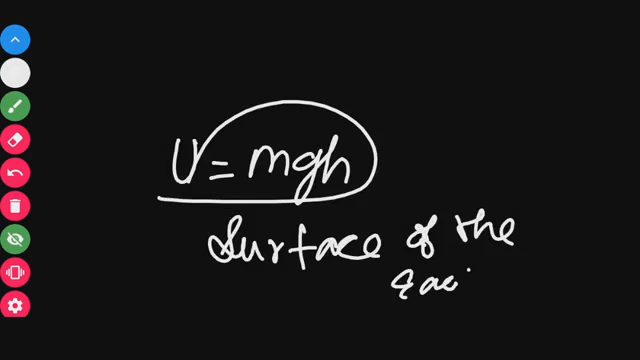 U = mgh
Surface of the